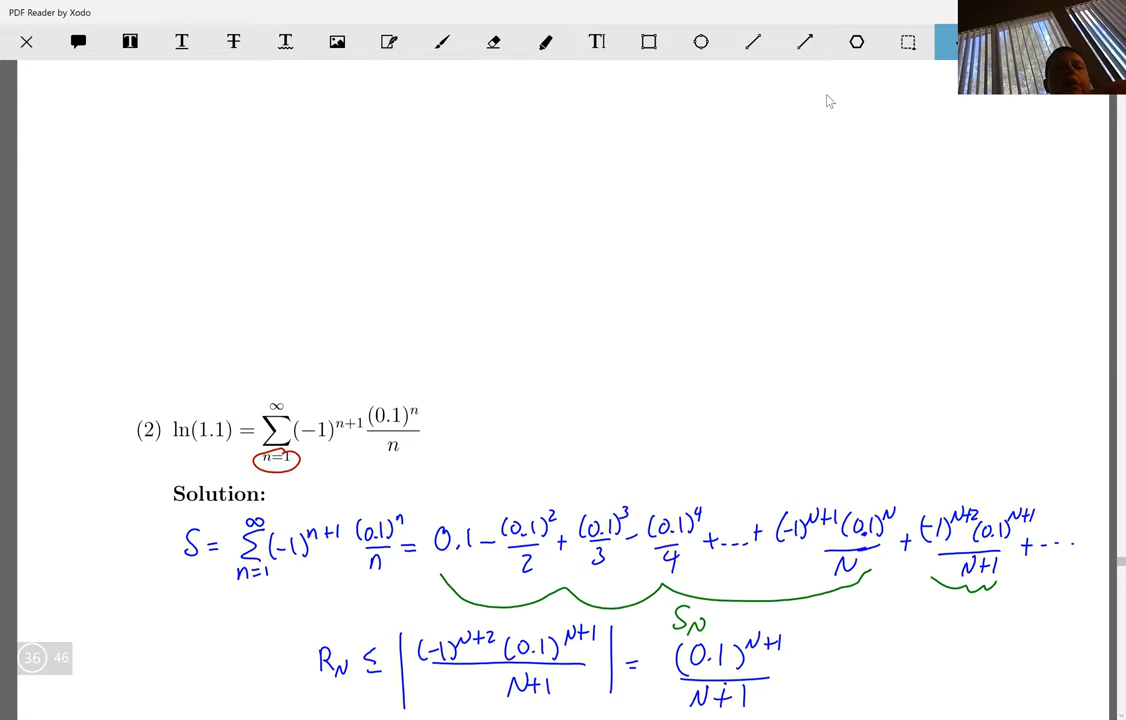 PDF Reader by Xodo
(2) ln(1.1) = ∑_{n=1}^{∞} (−1)^{n+1} (0.1)^n / n
Solution:
S = ∑_{n=1}^{∞} (-1)^{n+1} (0.1)^n / n = 0.1 - (0.1)^2 / 2 + (0.1)^3 / 3 - (0.1)^4 / 4 + ... + (-1)^{N+1} (0.1)^N / N + (-1)^{N+2} (0.1)^{N+1} / N+1 + ...
S_N
R_N ≤ | (-1)^{N+2} (0.1)^{N+1} / N+1 | = (0.1)^{N+1} / N+1
36 46